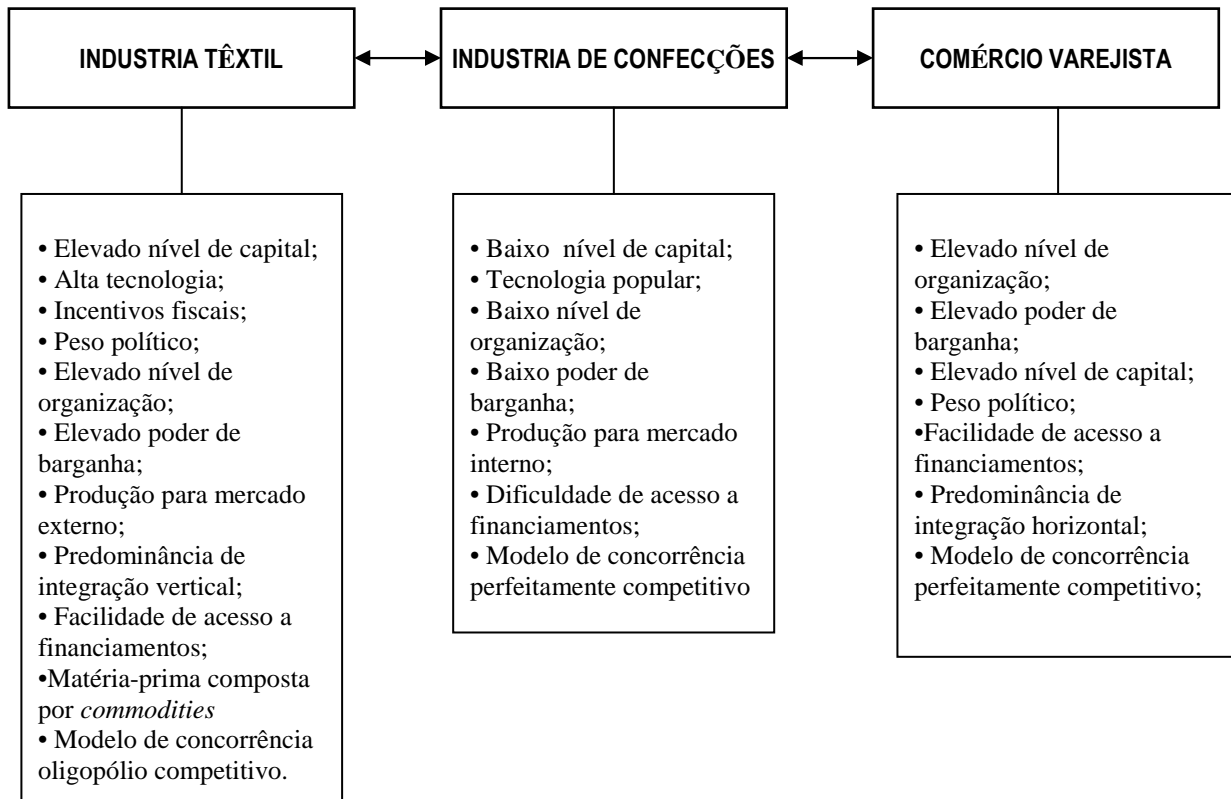 INDUSTRIA TÊXTIL
INDUSTRIA DE CONFECÇÕES
COMÉRCIO VAREJISTA
• Elevado nível de capital;
• Alta tecnologia;
• Incentivos fiscais;
• Peso político;
• Elevado nível de
organização;
• Elevado poder de
barganha;
• Produção para mercado
externo;
• Predominância de
integração vertical;
• Facilidade de acesso a
financiamentos;
•Matéria-prima composta
por commodities
• Modelo de concorrência
oligopólio competitivo.
• Baixo nível de capital;
• Tecnologia popular;
• Baixo nível de
organização;
• Baixo poder de
barganha;
• Produção para mercado
interno;
• Dificuldade de acesso a
financiamentos;
• Modelo de concorrência
perfeitamente competitivo
• Elevado nível de
organização;
• Elevado poder de
barganha;
• Elevado nível de capital;
• Peso político;
•Facilidade de acesso a
financiamentos;
• Predominância de
integração horizontal;
• Modelo de concorrência
perfeitamente competitivo;